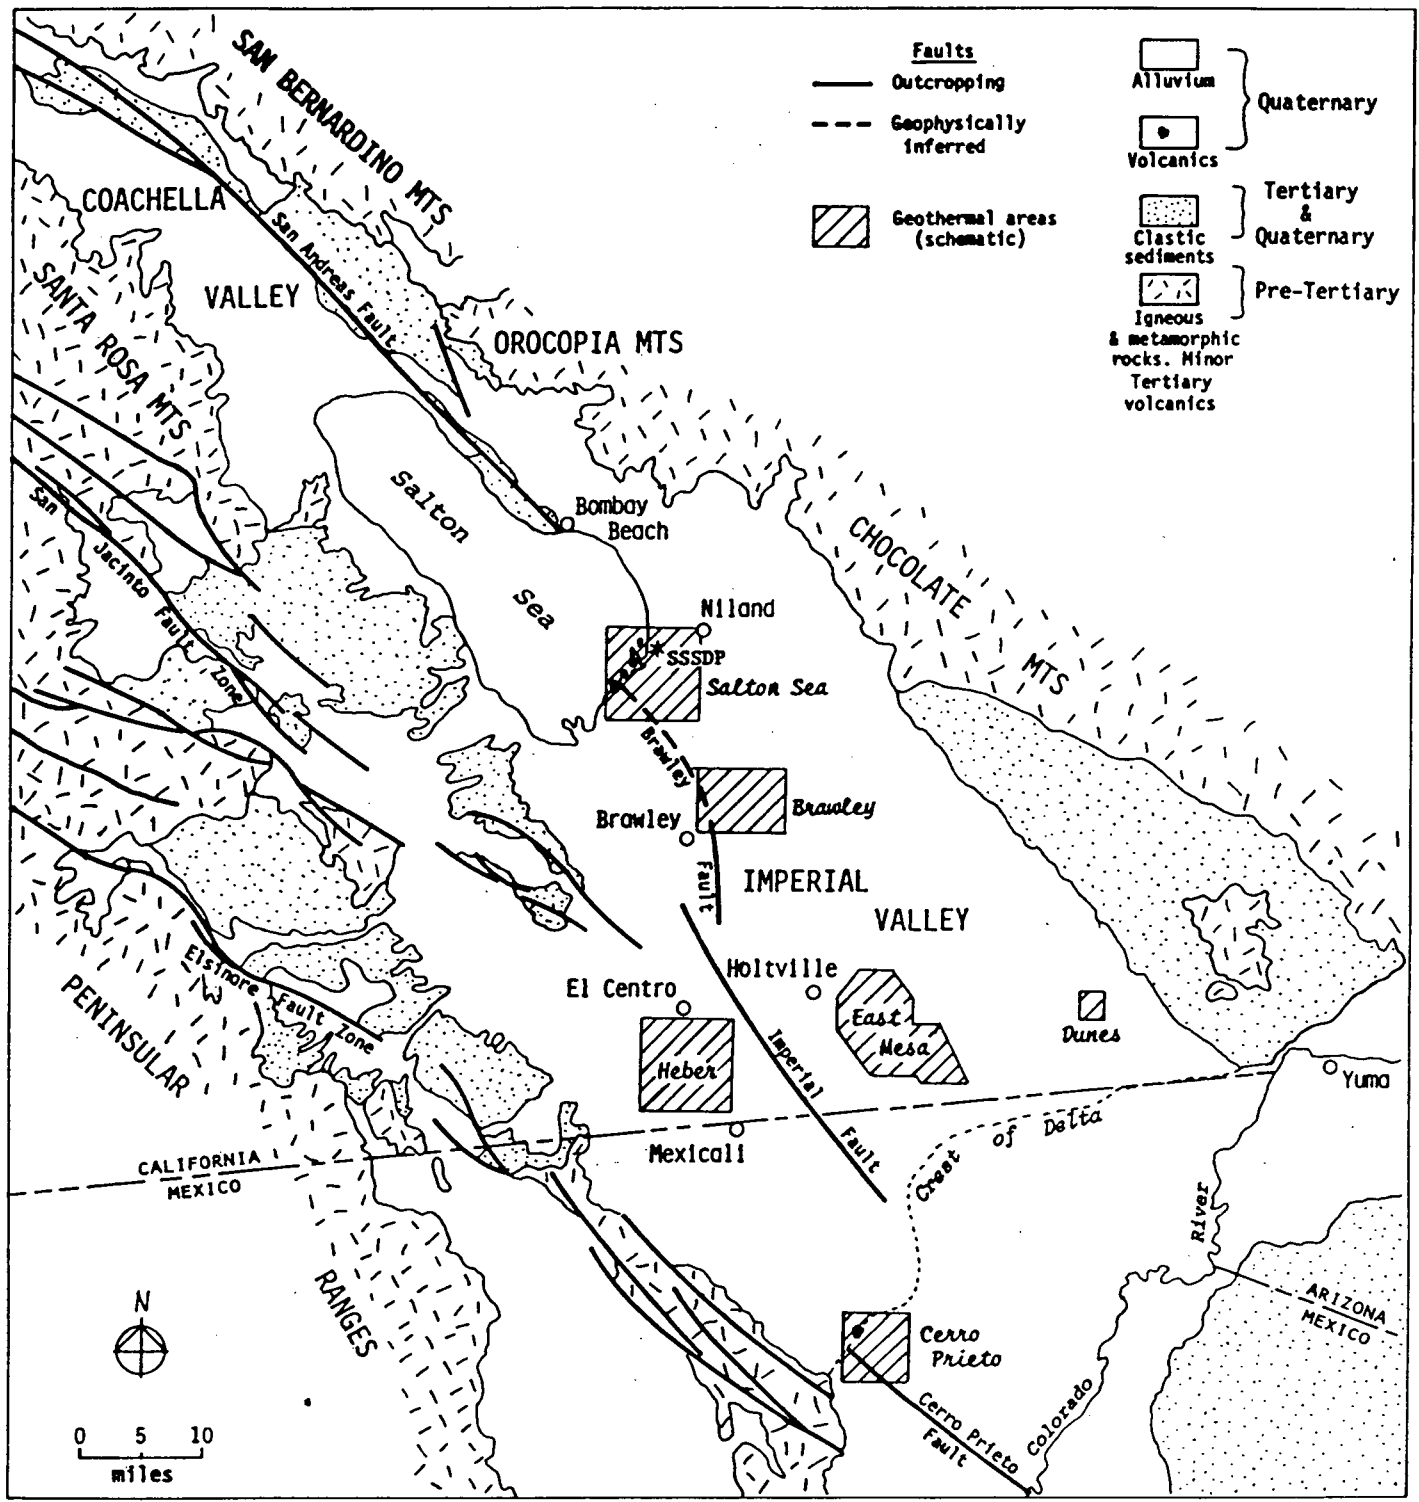 SAN BERNARDINO MTS
Faults
Outcropping
Geophysically
inferred
Geothermal areas
(schematic)
Alluvium
Volcanics
Quaternary
Clastic
sediments
Tertiary
&
Quaternary
Igneous
& metamorphic
rocks. Minor
Tertiary
volcanics
Pre-Tertiary
COACHELLA
VALLEY
San Andreas Fault
SANTA ROSA MTS
OROCOPIA MTS
Salton
Sea
Bombay
Beach
CHOCOLATE
MTS
San
Jacinto
Fault
Zone
Niland
SSSDP
Salton Sea
Brawley
Fault
Brawley
Brawley
IMPERIAL
VALLEY
Elsinore Fault Zone
PENINSULAR
RANGES
El Centro
Holtville
Heber
East
Mesa
Dunes
Imperial
Fault
Yuma
Mexicali
CALIFORNIA
MEXICO
Crest of Delta
River
Colorado
ARIZONA
MEXICO
Cerro
Prieto
Cerro Prieto
Fault
N
0 5 10
miles